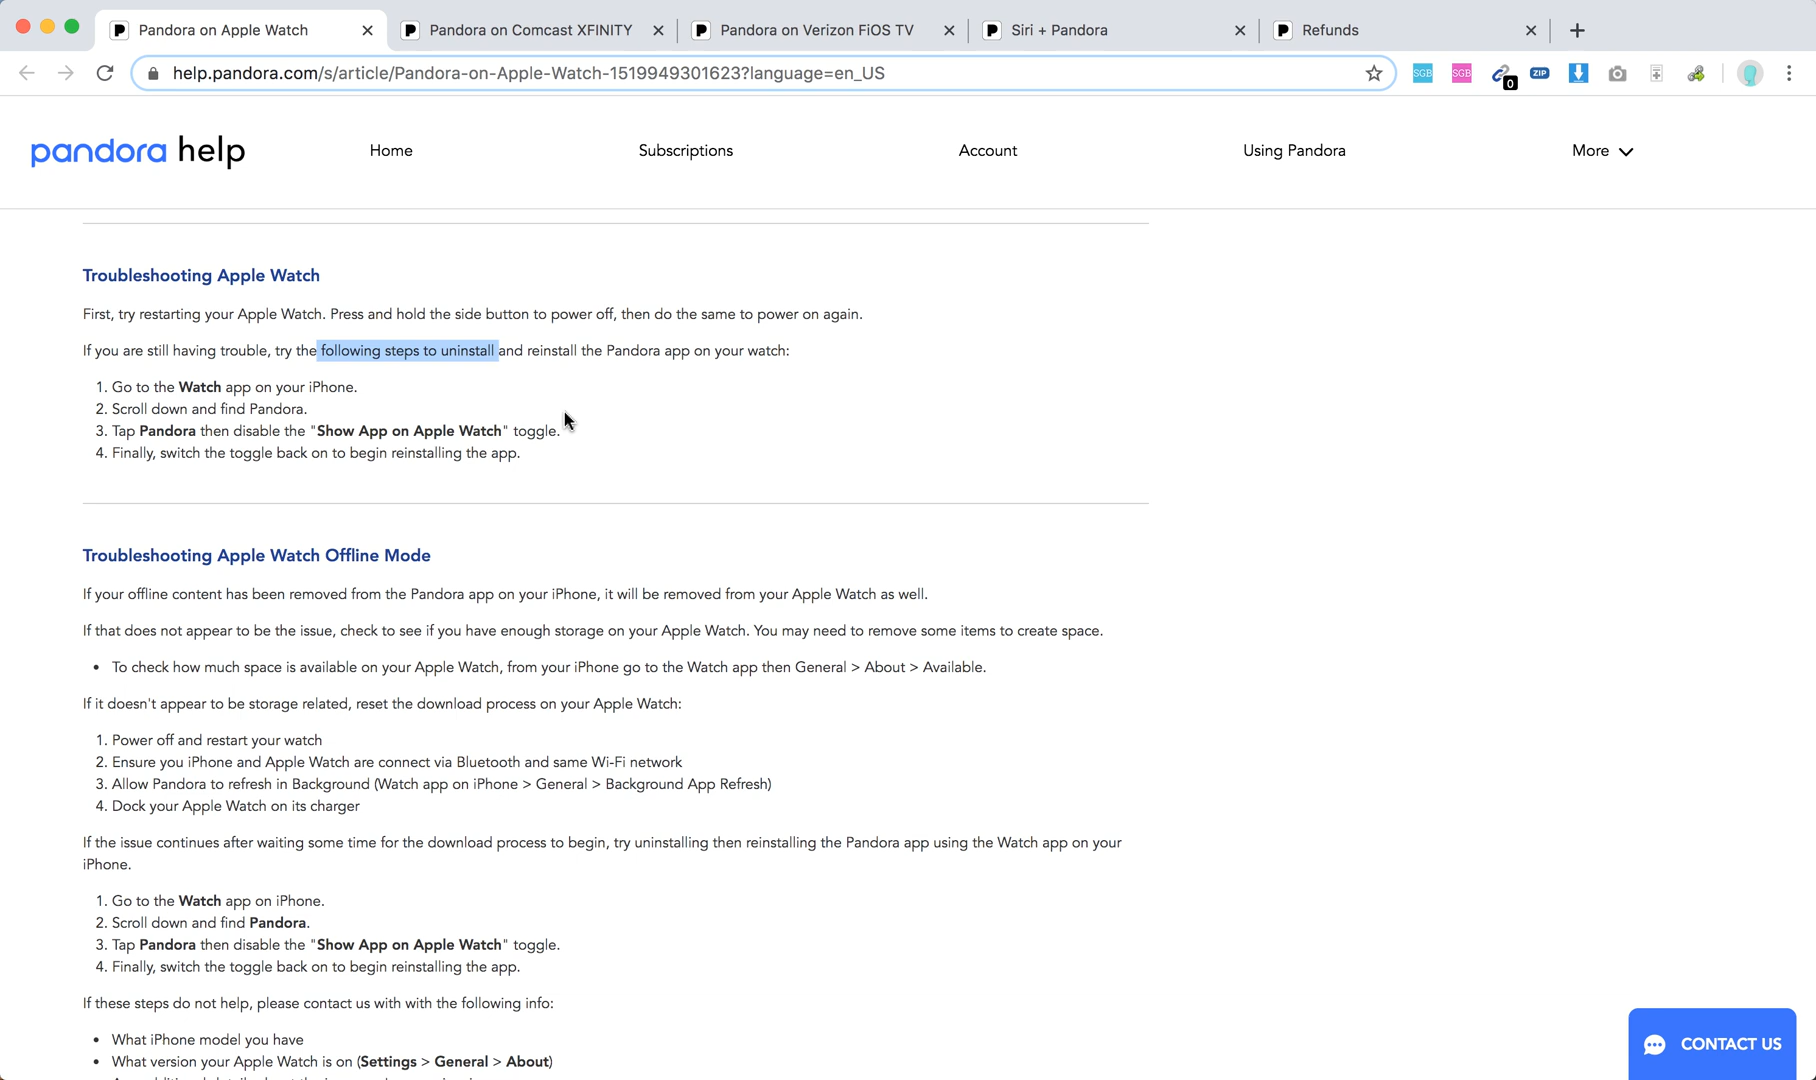 Pandora on Apple Watch
Pandora on Comcast XFINITY
Pandora on Verizon FiOS TV
Siri + Pandora
Refunds
help.pandora.com/s/article/Pandora-on-Apple-Watch-1519949301623?language=en_US
SGB
SGB
0
ZIP
pandora help
Home
Subscriptions
Account
Using Pandora
More
Troubleshooting Apple Watch
First, try restarting your Apple Watch. Press and hold the side button to power off, then do the same to power on again.
If you are still having trouble, try the following steps to uninstall and reinstall the Pandora app on your watch:
1. Go to the Watch app on your iPhone.
2. Scroll down and find Pandora.
3. Tap Pandora then disable the "Show App on Apple Watch" toggle.
4. Finally, switch the toggle back on to begin reinstalling the app.
Troubleshooting Apple Watch Offline Mode
If your offline content has been removed from the Pandora app on your iPhone, it will be removed from your Apple Watch as well.
If that does not appear to be the issue, check to see if you have enough storage on your Apple Watch. You may need to remove some items to create space.
• To check how much space is available on your Apple Watch, from your iPhone go to the Watch app then General > About > Available.
If it doesn't appear to be storage related, reset the download process on your Apple Watch:
1. Power off and restart your watch
2. Ensure you iPhone and Apple Watch are connect via Bluetooth and same Wi-Fi network
3. Allow Pandora to refresh in Background (Watch app on iPhone > General > Background App Refresh)
4. Dock your Apple Watch on its charger
If the issue continues after waiting some time for the download process to begin, try uninstalling then reinstalling the Pandora app using the Watch app on your
iPhone.
1. Go to the Watch app on iPhone.
2. Scroll down and find Pandora.
3. Tap Pandora then disable the "Show App on Apple Watch" toggle.
4. Finally, switch the toggle back on to begin reinstalling the app.
If these steps do not help, please contact us with with the following info:
• What iPhone model you have
• What version your Apple Watch is on (Settings > General > About)
CONTACT US